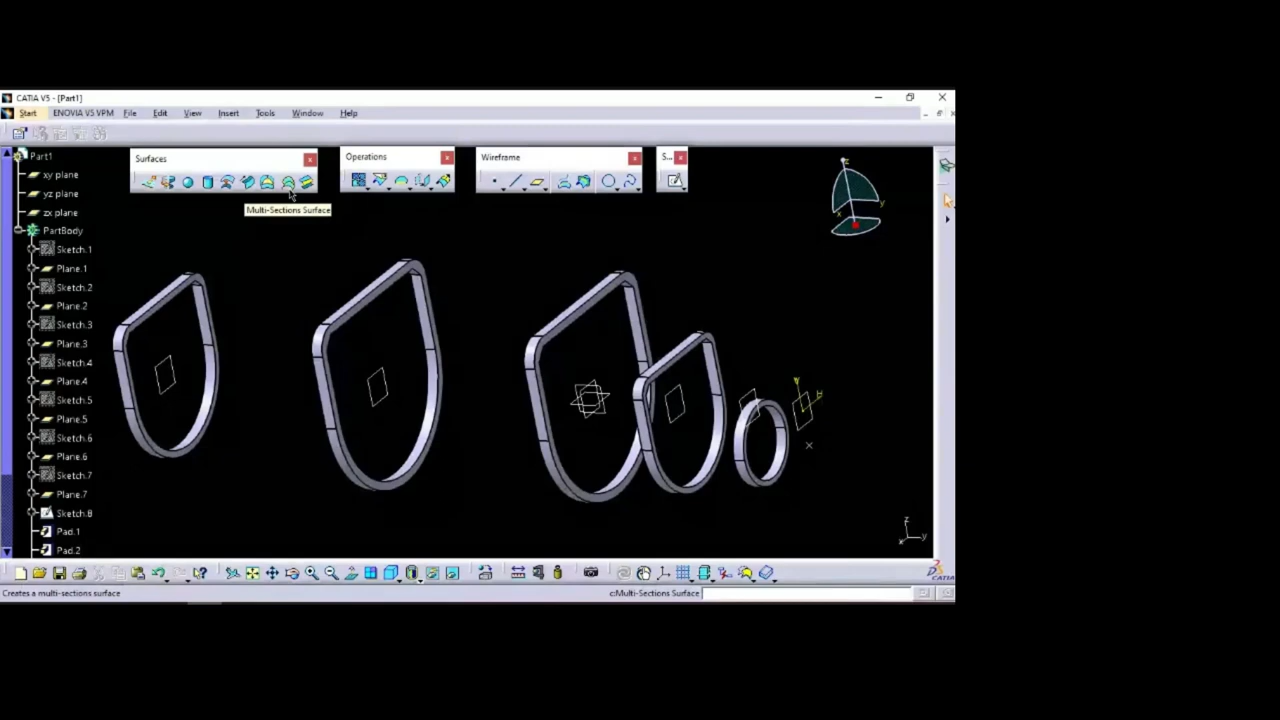 CATIA V5 - [Part1]
Start ENOVIA V5 VPM File Edit View Insert Tools Window Help
Part1
xy plane
yz plane
zx plane
PartBody
Sketch.1
Plane.1
Sketch.2
Plane.2
Sketch.3
Plane.3
Sketch.4
Plane.4
Sketch.5
Plane.5
Sketch.6
Plane.6
Sketch.7
Plane.7
Sketch.8
Pad.1
Pad.2
Surfaces
Multi-Sections Surface
Operations
Wireframe
S...
z
y
x
V
H
z
y
x
CATIA
Creates a multi-sections surface
c:Multi-Sections Surface